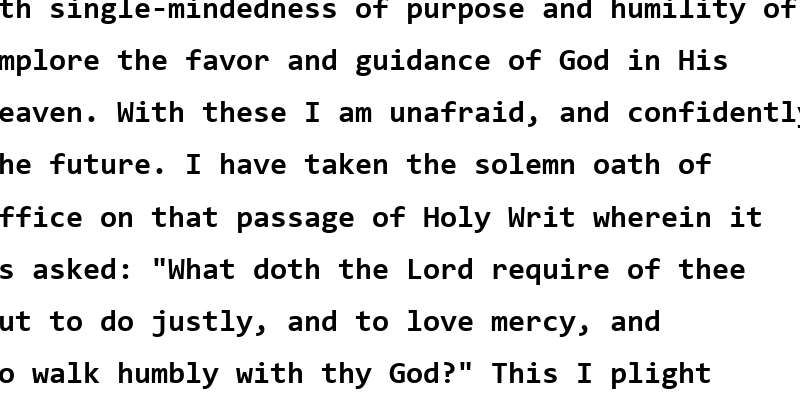 th single-mindedness of purpose and humility of
mplore the favor and guidance of God in His
eaven. With these I am unafraid, and confidently
he future. I have taken the solemn oath of
ffice on that passage of Holy Writ wherein it
s asked: "What doth the Lord require of thee
ut to do justly, and to love mercy, and
o walk humbly with thy God?" This I plight